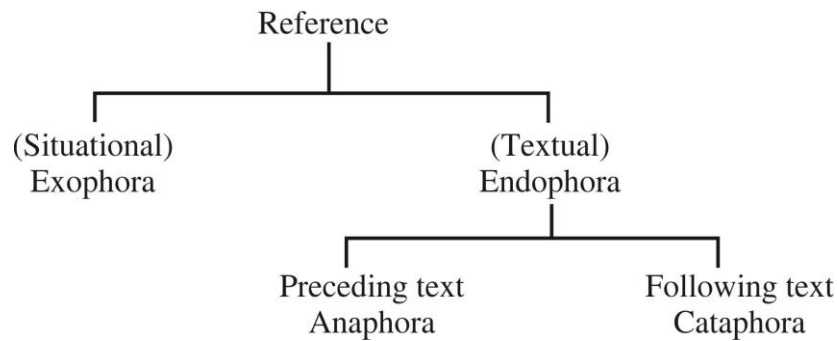 Reference
(Situational)
Exophora
(Textual)
Endophora
Preceding text
Anaphora
Following text
Cataphora